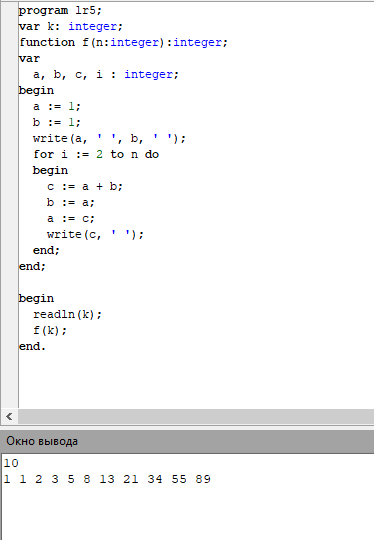 program lr5;
var k: integer;
function f(n:integer):integer;
var
  a, b, c, i : integer;
begin
  a := 1;
  b := 1;
  write(a, ' ', b, ' ');
  for i := 2 to n do
  begin
    c := a + b;
    b := a;
    a := c;
    write(c, ' ');
  end;
end;

begin
  readln(k);
  f(k);
end.
Окно вывода
10
1 1 2 3 5 8 13 21 34 55 89